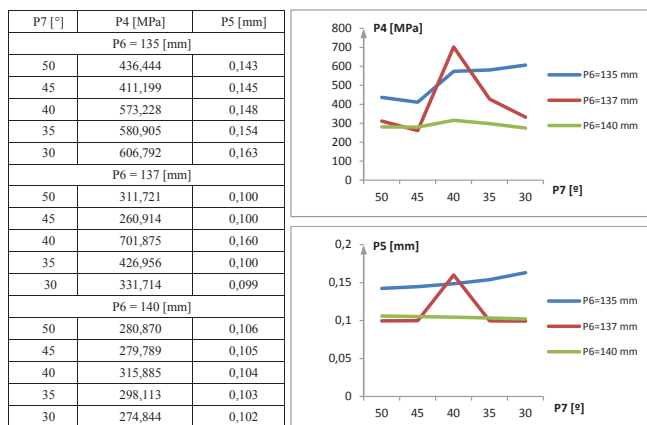 P7 [°] P4 [MPa] P5 [mm]
P6 = 135 [mm]
50 436,444 0,143
45 411,199 0,145
40 573,228 0,148
35 580,905 0,154
30 606,792 0,163
P6 = 137 [mm]
50 311,721 0,100
45 260,914 0,100
40 701,875 0,160
35 426,956 0,100
30 331,714 0,099
P6 = 140 [mm]
50 280,870 0,106
45 279,789 0,105
40 315,885 0,104
35 298,113 0,103
30 274,844 0,102
P4 [MPa]
800
700
600
500
400
300
200
100
0
50 45 40 35 30
P7 [º]
P6=135 mm
P6=137 mm
P6=140 mm
P5 [mm]
0,2
0,15
0,1
0,05
0
50 45 40 35 30
P7 [º]
P6=135 mm
P6=137 mm
P6=140 mm